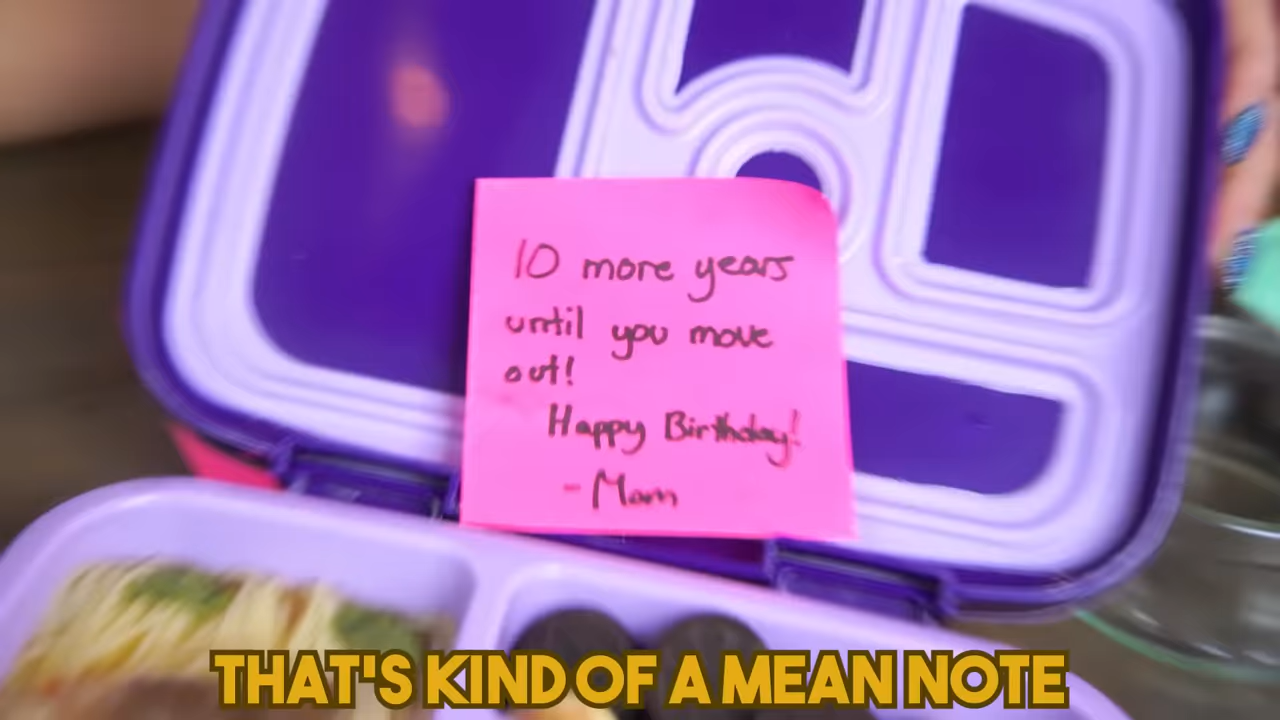 10 more years
until you move
out!
Happy Birthday!
- Mom
THAT'S KIND OF A MEAN NOTE